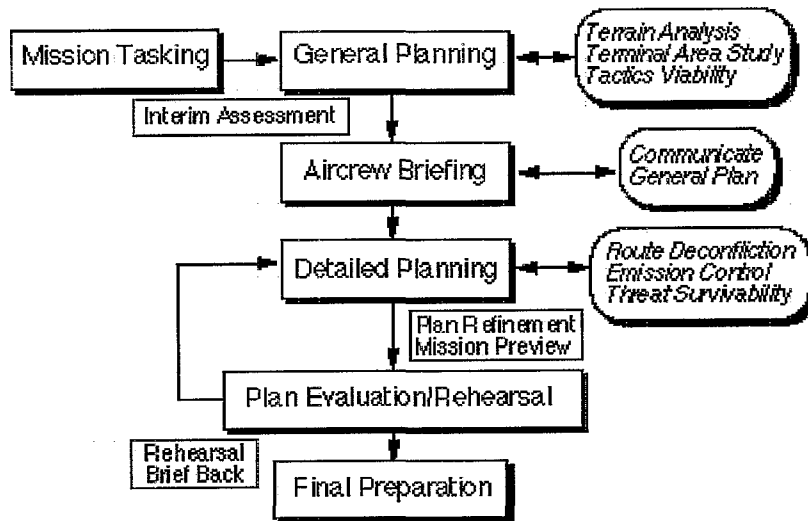 Mission Tasking
General Planning
Terrain Analysis
Terminal Area Study
Tactics Viability
Interim Assessment
Aircrew Briefing
Communicate
General Plan
Detailed Planning
Route Deconfliction
Emission Control
Threat Survivability
Plan Refinement
Mission Preview
Plan Evaluation/Rehearsal
Rehearsal
Brief Back
Final Preparation